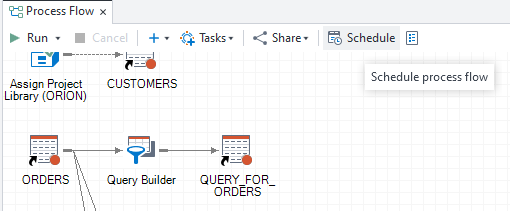 Process Flow
Run Stop Tasks Share Schedule
Schedule process flow
Assign Project
Library (ORION)
CUSTOMERS
ORDERS
Query Builder
QUERY_FOR_
ORDERS